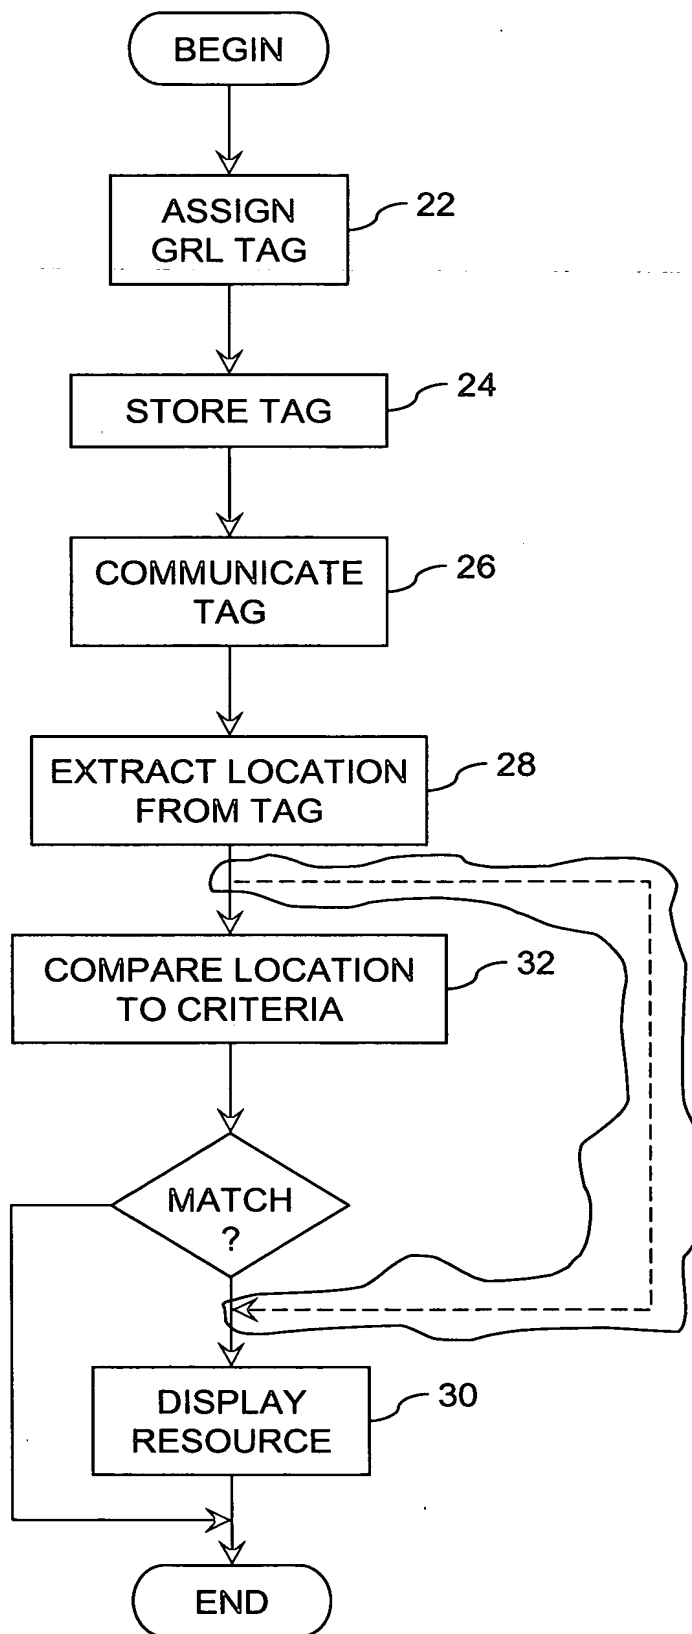 BEGIN
ASSIGN
GRL TAG
22
STORE TAG
24
COMMUNICATE
TAG
26
EXTRACT LOCATION
FROM TAG
28
COMPARE LOCATION
TO CRITERIA
32
MATCH
?
DISPLAY
RESOURCE
30
END